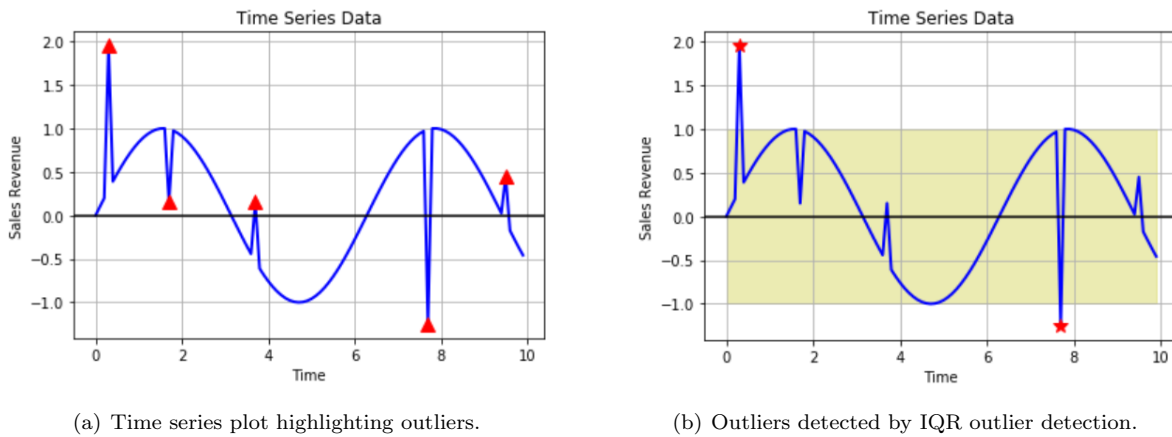 Time Series Data
2.0
1.5
1.0
0.5
0.0
−0.5
−1.0
Sales Revenue
0 2 4 6 8 10
Time
(a) Time series plot highlighting outliers.
Time Series Data
2.0
1.5
1.0
0.5
0.0
−0.5
−1.0
Sales Revenue
0 2 4 6 8 10
Time
(b) Outliers detected by IQR outlier detection.